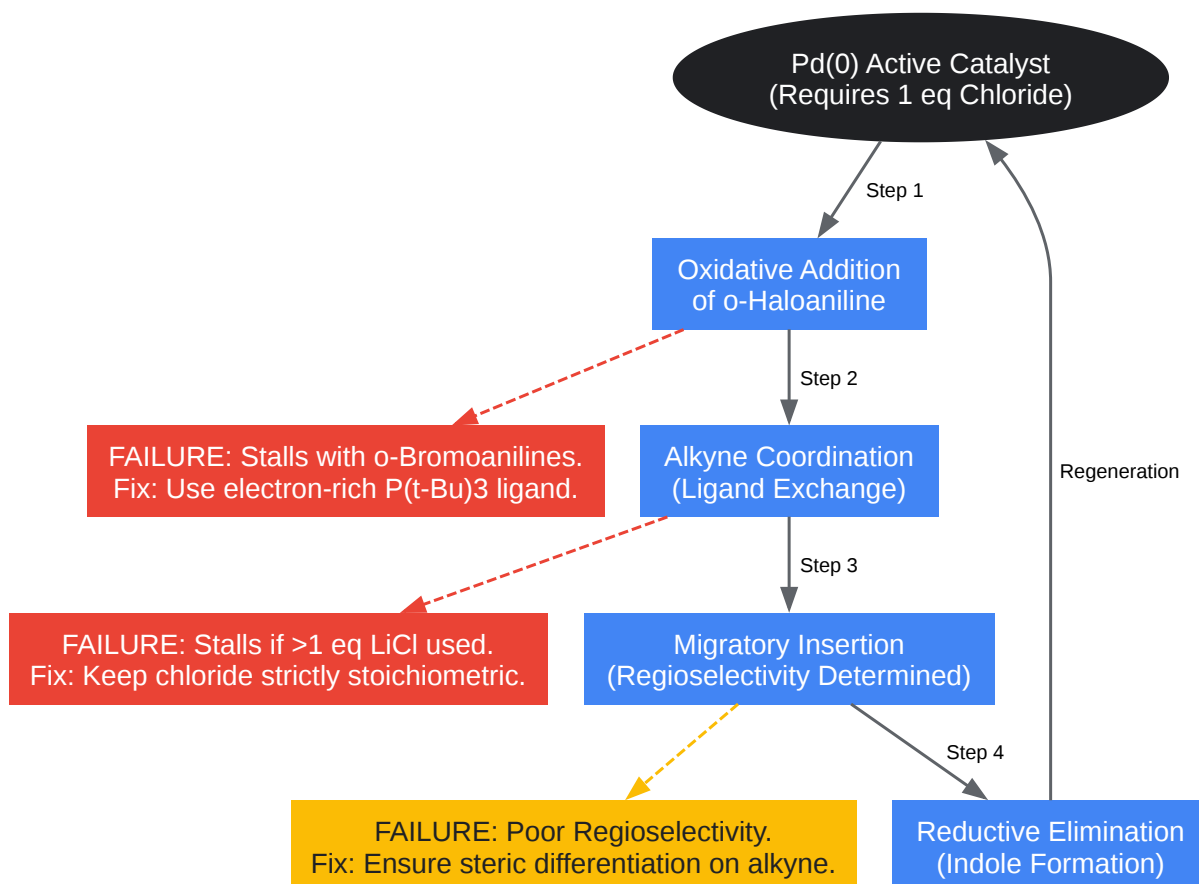 Pd(0) Active Catalyst
(Requires 1 eq Chloride)
Step 1
Oxidative Addition
of o-Haloaniline
Step 2
FAILURE: Stalls with o-Bromoanilines.
Fix: Use electron-rich P(t-Bu)3 ligand.
Alkyne Coordination
(Ligand Exchange)
Regeneration
Step 3
FAILURE: Stalls if >1 eq LiCl used.
Fix: Keep chloride strictly stoichiometric.
Migratory Insertion
(Regioselectivity Determined)
Step 4
FAILURE: Poor Regioselectivity.
Fix: Ensure steric differentiation on alkyne.
Reductive Elimination
(Indole Formation)